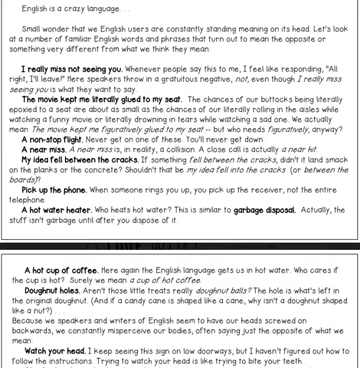 English is a crazy language. . .
Small wonder that we English users are constantly standing meaning on its head. Let's look
at a number of familiar English words and phrases that turn out to mean the opposite or
something very different from what we think they mean:
I really miss not seeing you. Whenever people say this to me, I feel like responding, "All
right, I'll leave!" Here speakers throw in a gratuitous negative, not, even though I really miss
seeing you is what they want to say.
The movie kept me literally glued to my seat. The chances of our buttocks being literally
epoxied to a seat are about as small as the chances of our literally rolling in the aisles while
watching a funny movie or literally drowning in tears while watching a sad one. We actually
mean The movie kept me figuratively glued to my seat -- but who needs figuratively, anyway?
A non-stop flight. Never get on one of these. You'll never get down.
A near miss. A near miss is, in reality, a collision. A close call is actually a near hit.
My idea fell between the cracks. If something fell between the cracks, didn't it land smack
on the planks or the concrete? Shouldn't that be my idea fell into the cracks (or between the
boards)?
Pick up the phone. When someone rings you up, you pick up the receiver, not the entire
telephone.
A hot water heater. Who heats hot water? This is similar to garbage disposal. Actually, the
stuff isn't garbage until after you dispose of it.
A hot cup of coffee. Here again the English language gets us in hot water. Who cares if
the cup is hot? Surely we mean a cup of hot coffee.
Doughnut holes. Aren't those little treats really doughnut balls? The hole is what's left in
the original doughnut. (And if a candy cane is shaped like a cane, why isn't a doughnut shaped
like a nut?)
Because we speakers and writers of English seem to have our heads screwed on
backwards, we constantly misperceive our bodies, often saying just the opposite of what we
mean:
Watch your head. I keep seeing this sign on low doorways, but I haven't figured out how to
follow the instructions. Trying to watch your head is like trying to bite your teeth.